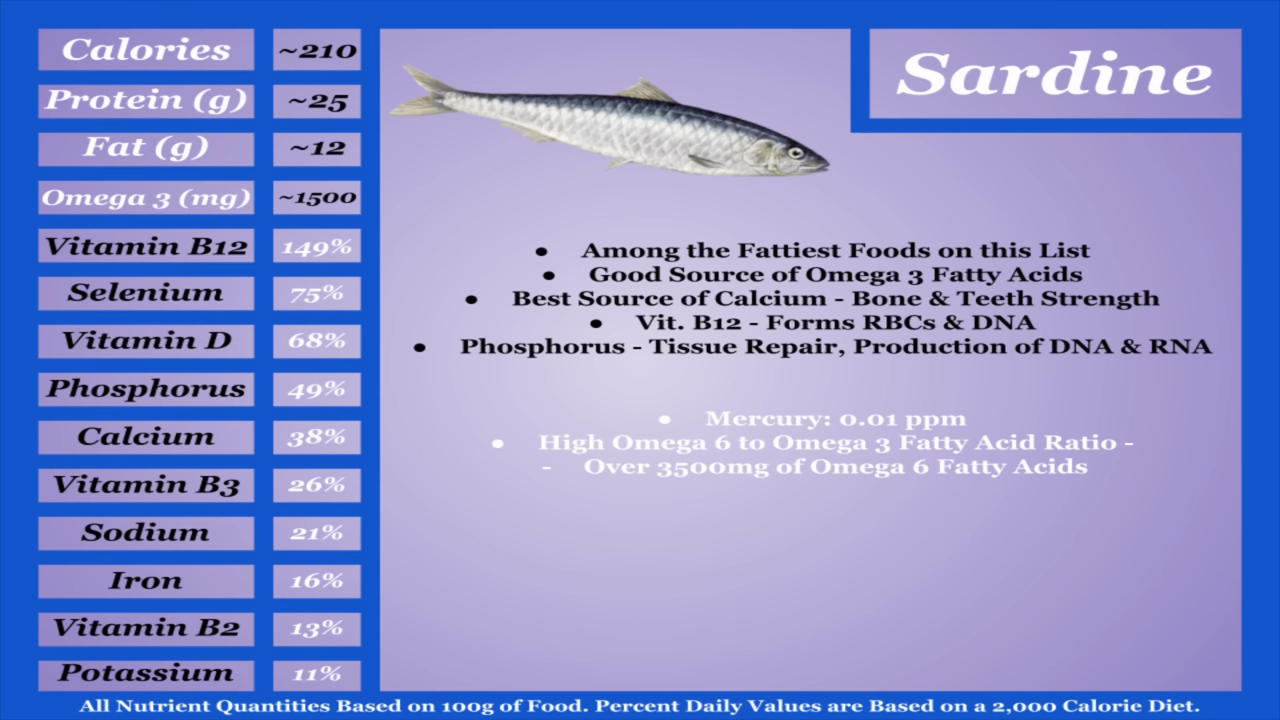 Sardine
Calories ~210
Protein (g) ~25
Fat (g) ~12
Omega 3 (mg) ~1500
Vitamin B12 149%
Selenium 75%
Vitamin D 68%
Phosphorus 49%
Calcium 38%
Vitamin B3 26%
Sodium 21%
Iron 16%
Vitamin B2 13%
Potassium 11%
● Among the Fattiest Foods on this List
● Good Source of Omega 3 Fatty Acids
● Best Source of Calcium - Bone & Teeth Strength
● Vit. B12 - Forms RBCs & DNA
● Phosphorus - Tissue Repair, Production of DNA & RNA
● Mercury: 0.01 ppm
● High Omega 6 to Omega 3 Fatty Acid Ratio -
- Over 3500mg of Omega 6 Fatty Acids
All Nutrient Quantities Based on 100g of Food. Percent Daily Values are Based on a 2,000 Calorie Diet.